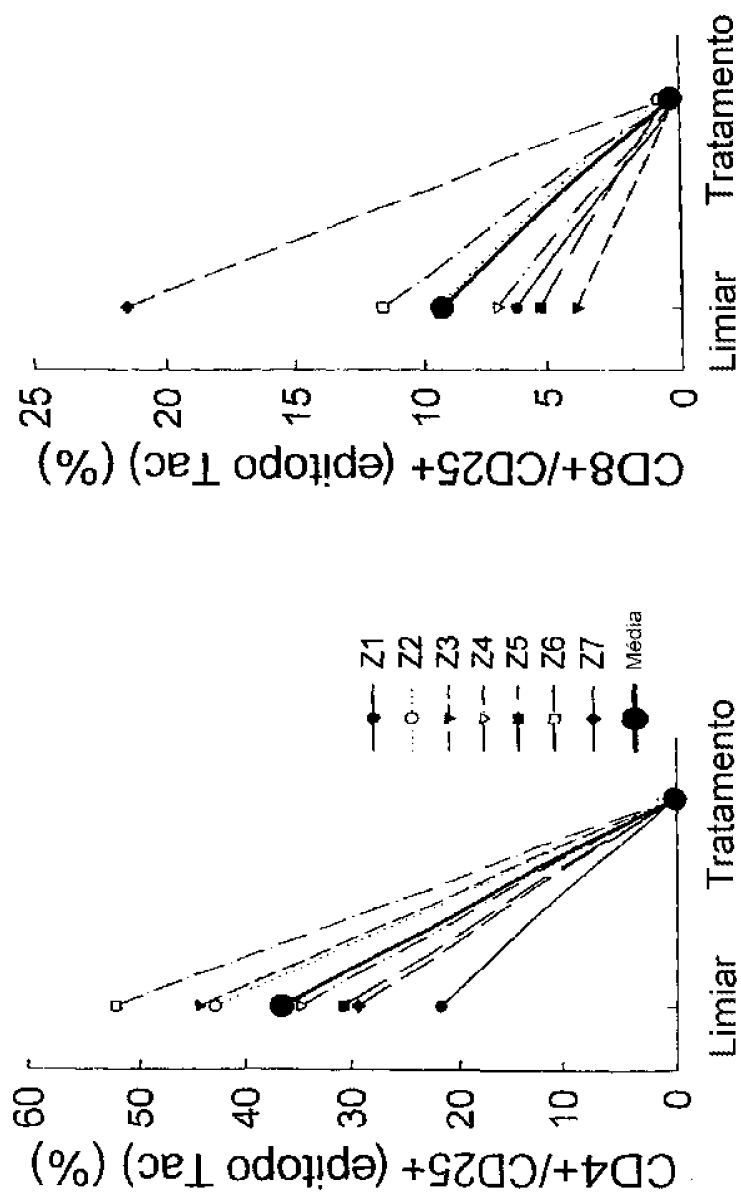 CD4+/CD25+ (epitopo Tac) (%)
60
50
40
30
20
10
0
Limiar
Tratamento
Z1
Z2
Z3
Z4
Z5
Z6
Z7
Média
CD8+/CD25+ (epitopo Tac) (%)
25
20
15
10
5
0
Limiar
Tratamento